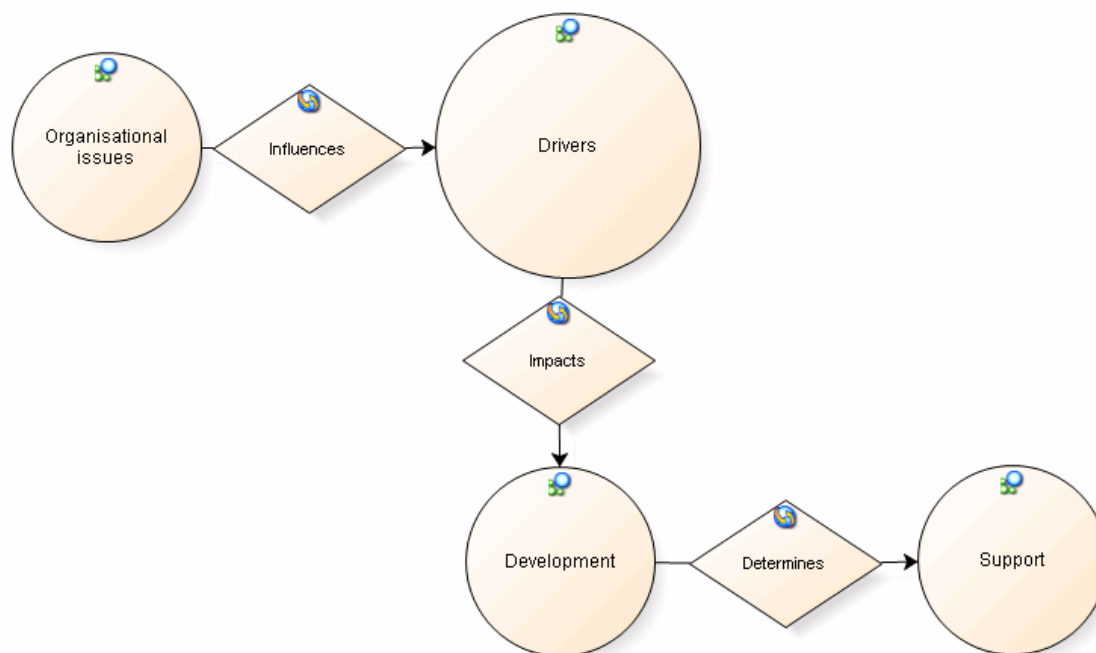 Organisational
issues
Influences
Drivers
Impacts
Development
Determines
Support